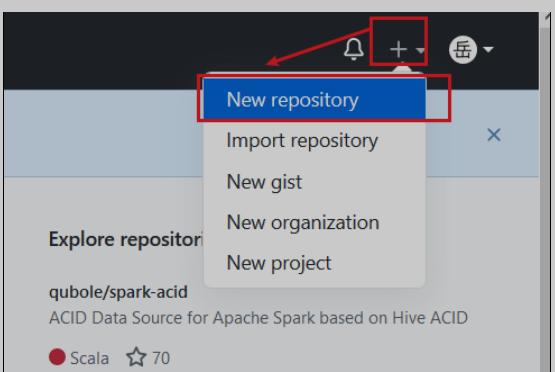 岳
New repository
Import repository
New gist
New organization
New project
Explore repositori
qubole/spark-acid
ACID Data Source for Apache Spark based on Hive ACID
Scala 70